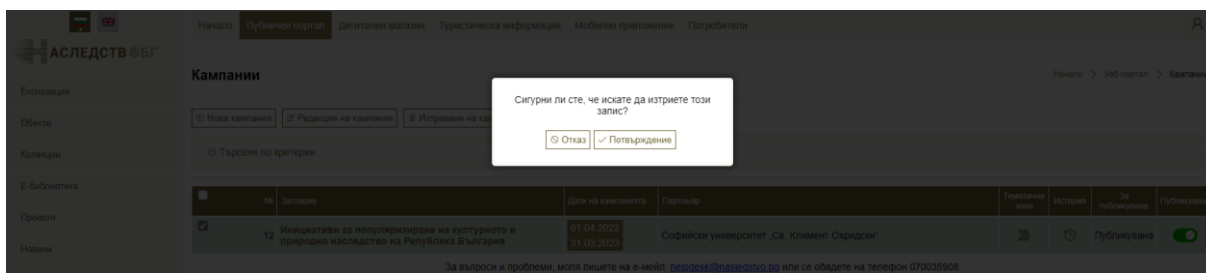 Начало Публичен портал Дигитален магазин Туристическа информация Мобилно приложение Потребители
АСЛЕДСТВ БГ
Кампании
Начало > Уеб портал > Кампании
Експозиции
Сигурни ли сте, че искате да изтриете този
запис?
Обекти
Нова кампания Редакция на кампания Изтриване на
Отказ Потвърждение
Колекции
Търсене по критерии
Е-библиотека
№ Заглавие Дати на кампанията Партньор Тематични зони История За публикуване
Проекти
12 Инициативи за популяризиране на културното и природно наследство на Република България 01.04.2022 31.03.2023 Софийски университет „Св. Климент Охридски“ Публикувана
Новини
За въпроси и проблеми, моля пишете на е-мейл: helpdesk@nasledstvo.bg или се обадете на телефон 070035908